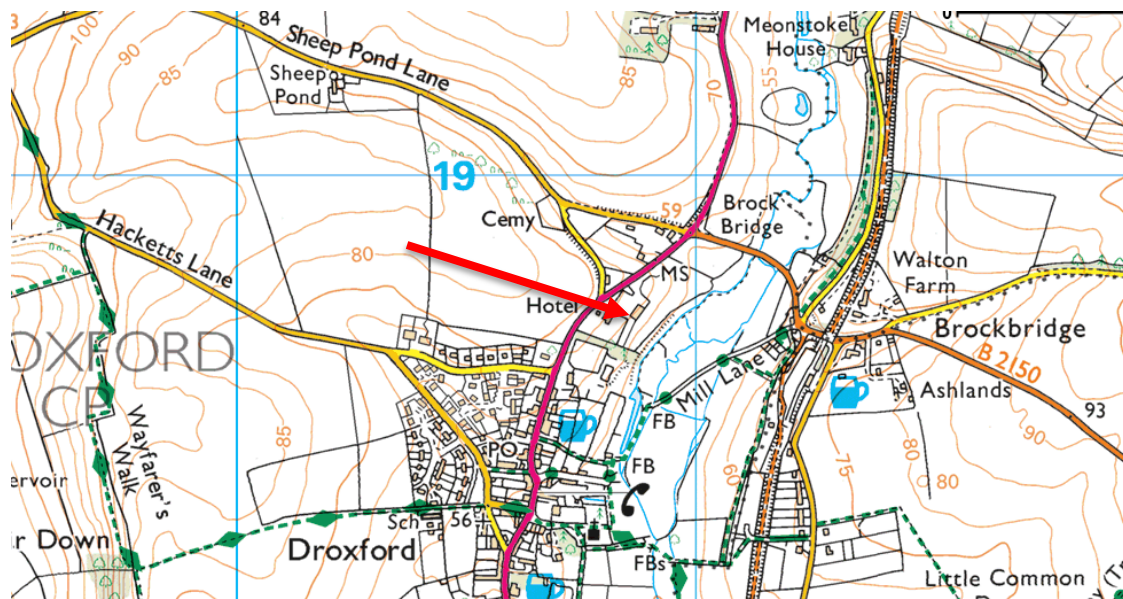 84
Sheep Pond Lane
Meonstoke
House
100
90
85
Sheep
Pond
85
70
55
19
Cemy
59
Brock
Bridge
Hacketts Lane
80
MS
Walton
Farm
Hotel
Brockbridge
B 2150
OXFORD
CP
Mill Lane
Ashlands
93
Wayfarer's
Walk
85
FB
90
PO
ervoir
FB
60
75
80
80
Sch
56
ir Down
Droxford
FBs
Little Common